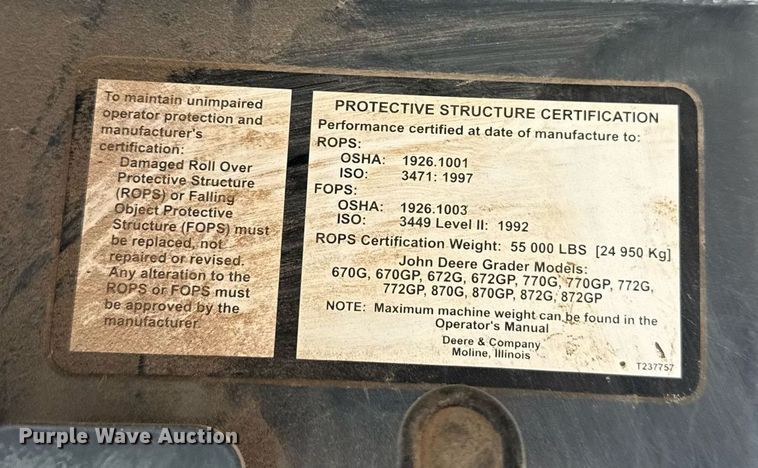 To maintain unimpaired
operator protection and
manufacturer's
certification:
Damaged Roll Over
Protective Structure
(ROPS) or Falling
Object Protective
Structure (FOPS) must
be replaced, not
repaired or revised.
Any alteration to the
ROPS or FOPS must
be approved by the
manufacturer.
PROTECTIVE STRUCTURE CERTIFICATION
Performance certified at date of manufacture to:
ROPS:
OSHA: 1926.1001
ISO: 3471: 1997
FOPS:
OSHA: 1926.1003
ISO: 3449 Level II: 1992
ROPS Certification Weight: 55 000 LBS [24 950 Kg]
John Deere Grader Models:
670G, 670GP, 672G, 672GP, 770G, 770GP, 772G,
772GP, 870G, 870GP, 872G, 872GP
NOTE: Maximum machine weight can be found in the
Operator's Manual
Deere & Company
Moline, Illinois
T237757
Purple Wave Auction